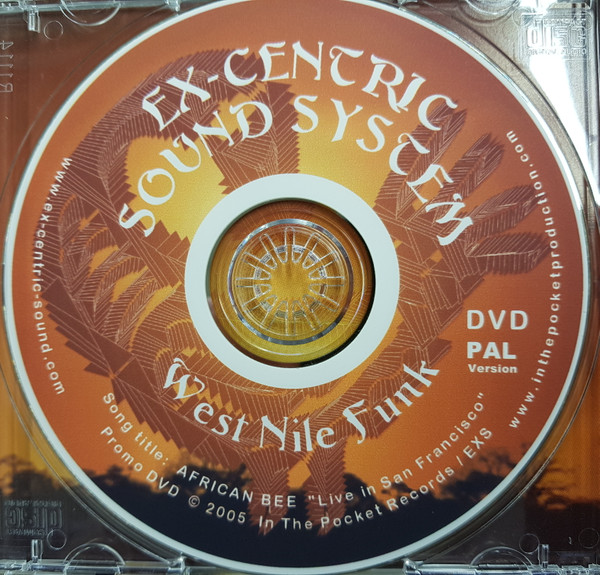 EX-CENTRIC
SOUND SYSTEM
www.ex-centric-sound.com
www.inthepocketproduction.com
DVD
PAL
Version
West Nile Funk
Song title: AFRICAN BEE "Live in San Francisco"
Promo DVD © 2005 In The Pocket Records / EXS